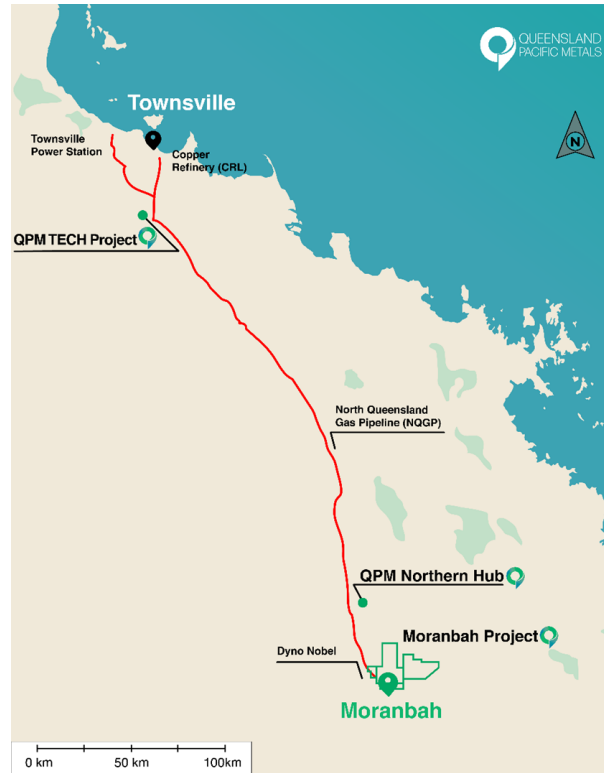 QUEENSLAND
PACIFIC METALS
Townsville
N
Townsville
Power Station
Copper
Refinery (CRL)
QPM TECH Project
North Queensland
Gas Pipeline (NQGP)
QPM Northern Hub
Moranbah Project
Dyno Nobel
Moranbah
0 km 50 km 100km